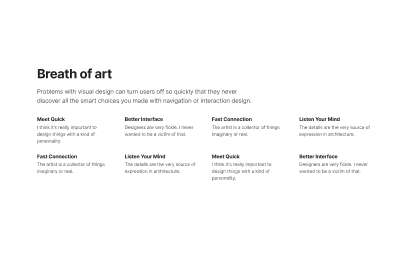 Breath of art
Problems with visual design can turn users off so quickly that they never
discover all the smart choices you made with navigation or interaction design.
Meet Quick
I think it's really important to
design things with a kind of
personality.
Better Interface
Designers are very fickle. I never
wanted to be a victim of that.
Fast Connection
The artist is a collector of things
imaginary or real.
Listen Your Mind
The details are the very source of
expression in architecture.
Fast Connection
The artist is a collector of things
imaginary or real.
Listen Your Mind
The details are the very source of
expression in architecture.
Meet Quick
I think it's really important to
design things with a kind of
personality.
Better Interface
Designers are very fickle. I never
wanted to be a victim of that.